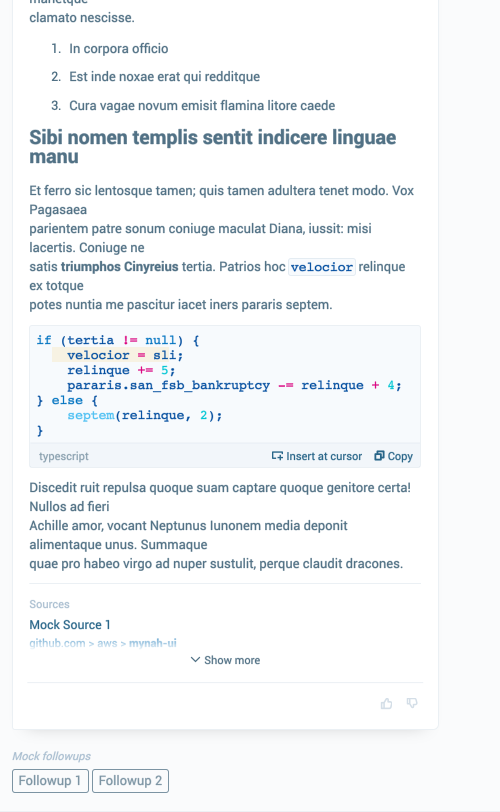 manetque
clamato nescisse.
1. In corpora officio
2. Est inde noxae erat qui redditque
3. Cura vagae novum emisit flamina litore caede
Sibi nomen templis sentit indicere linguae
manu
Et ferro sic lentosque tamen; quis tamen adultera tenet modo. Vox
Pagasaea
parientem patre sonum coniuge maculat Diana, iussit: misi
lacertis. Coniuge ne
satis triumphos Cinyreius tertia. Patrios hoc velocior relinque
ex totque
potes nuntia me pascitur iacet iners pararis septem.
if (tertia != null) {
    velocior = sli;
    relinque += 5;
    pararis.san_fsb_bankruptcy -= relinque + 4;
} else {
    septem(relinque, 2);
}
typescript Insert at cursor Copy
Discedit ruit repulsa quoque suam captare quoque genitore certa!
Nullos ad fieri
Achille amor, vocant Neptunus Iunonem media deponit
alimentaque unus. Summaque
quae pro habeo virgo ad nuper sustulit, perque claudit dracones.
Sources
Mock Source 1
github.com > aws > mynah-ui
Show more
Mock followups
Followup 1 Followup 2